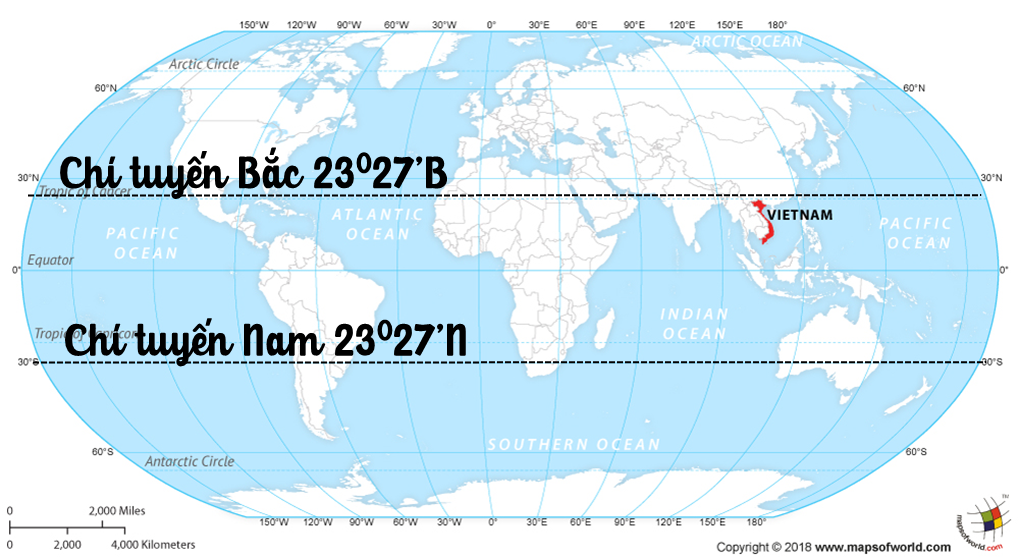 150°W 120°W 90°W 60°W 30°W 0° 30°E 60°E 90°E 120°E 150°E 180°
ARCTIC OCEAN
Arctic Circle
60°N 60°N
Chí tuyến Bắc 23⁰27'B
30°N 30°N
Tropic of Cancer
VIETNAM
ATLANTIC
OCEAN
PACIFIC
OCEAN
PACIFIC
OCEAN
Equator
0° 0°
INDIAN
OCEAN
Chí tuyến Nam 23⁰27'N
Tropic of Capricorn
30°S 30°S
SOUTHERN OCEAN
60°S 60°S
Antarctic Circle
150°W 120°W 90°W 60°W 30°W 0° 30°E 60°E 90°E 120°E 150°E 180°
0 2,000 Miles
0 2,000 4,000 Kilometers
Copyright © 2018 www.mapsofworld.com
mapsofworld.com
TM